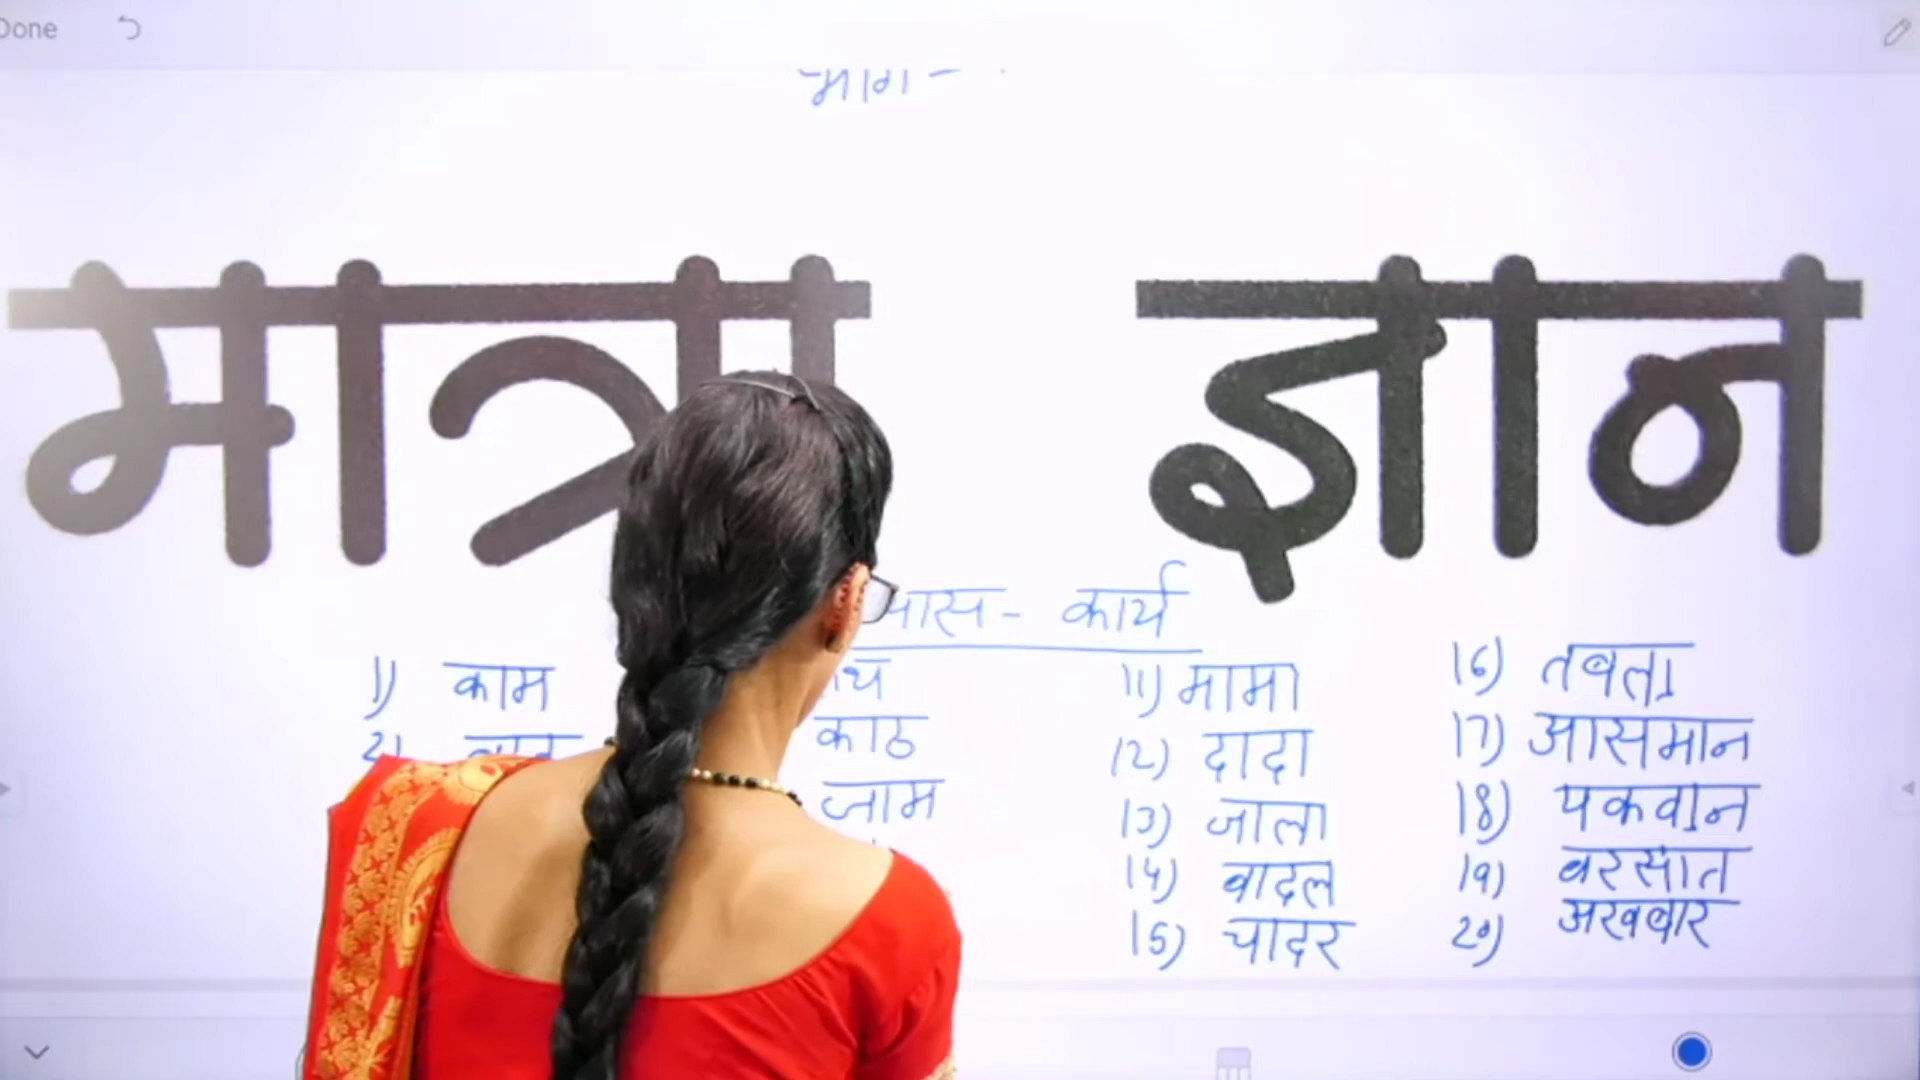 Done
मात्रा ज्ञान
कार्य
1) काम
2)
काठ
जाम
11) मामा
12) दादा
13) जाला
14) बादल
15) चादर
16) तबला
17) आसमान
18) पकवान
19) बरसात
20) अखबार